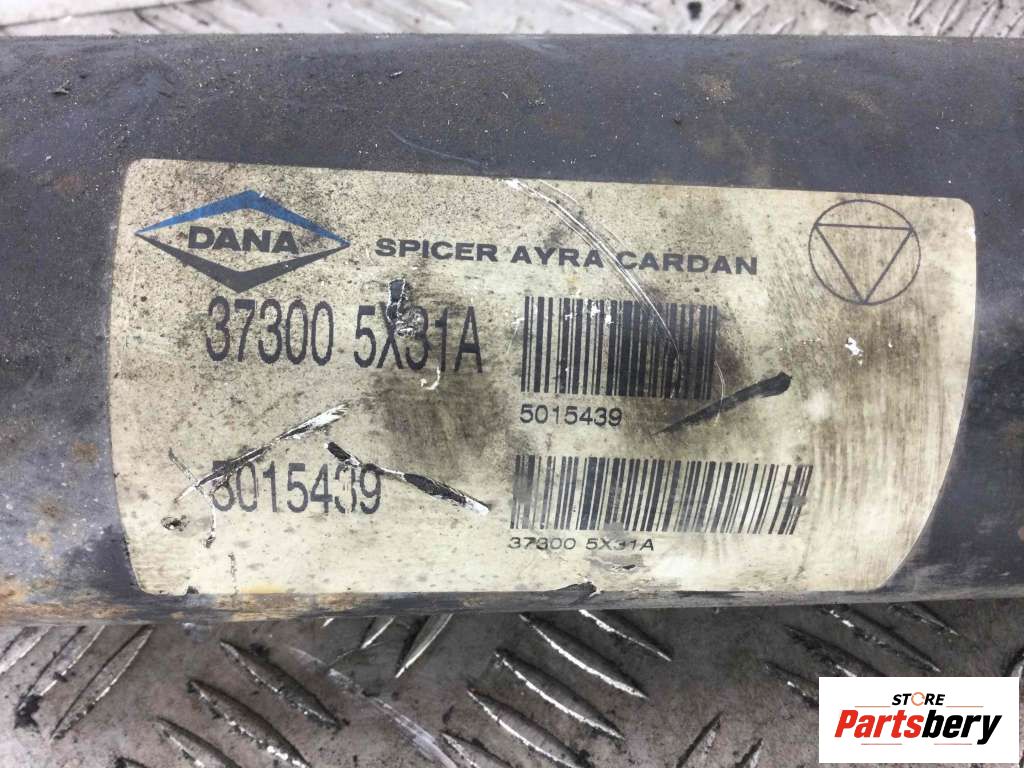 DANA
SPICER AYRA CARDAN
37300 5X31A
5015439
5015439
37300 5X31A
STORE
Partsbery